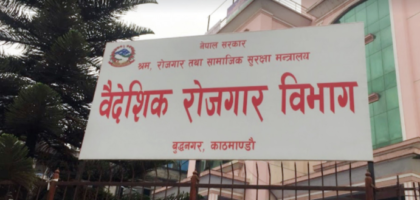 नेपाल सरकार
श्रम, रोजगार तथा सामाजिक सुरक्षा मन्त्रालय
वैदेशिक रोजगार विभाग
बुद्धनगर, काठमाण्डौ